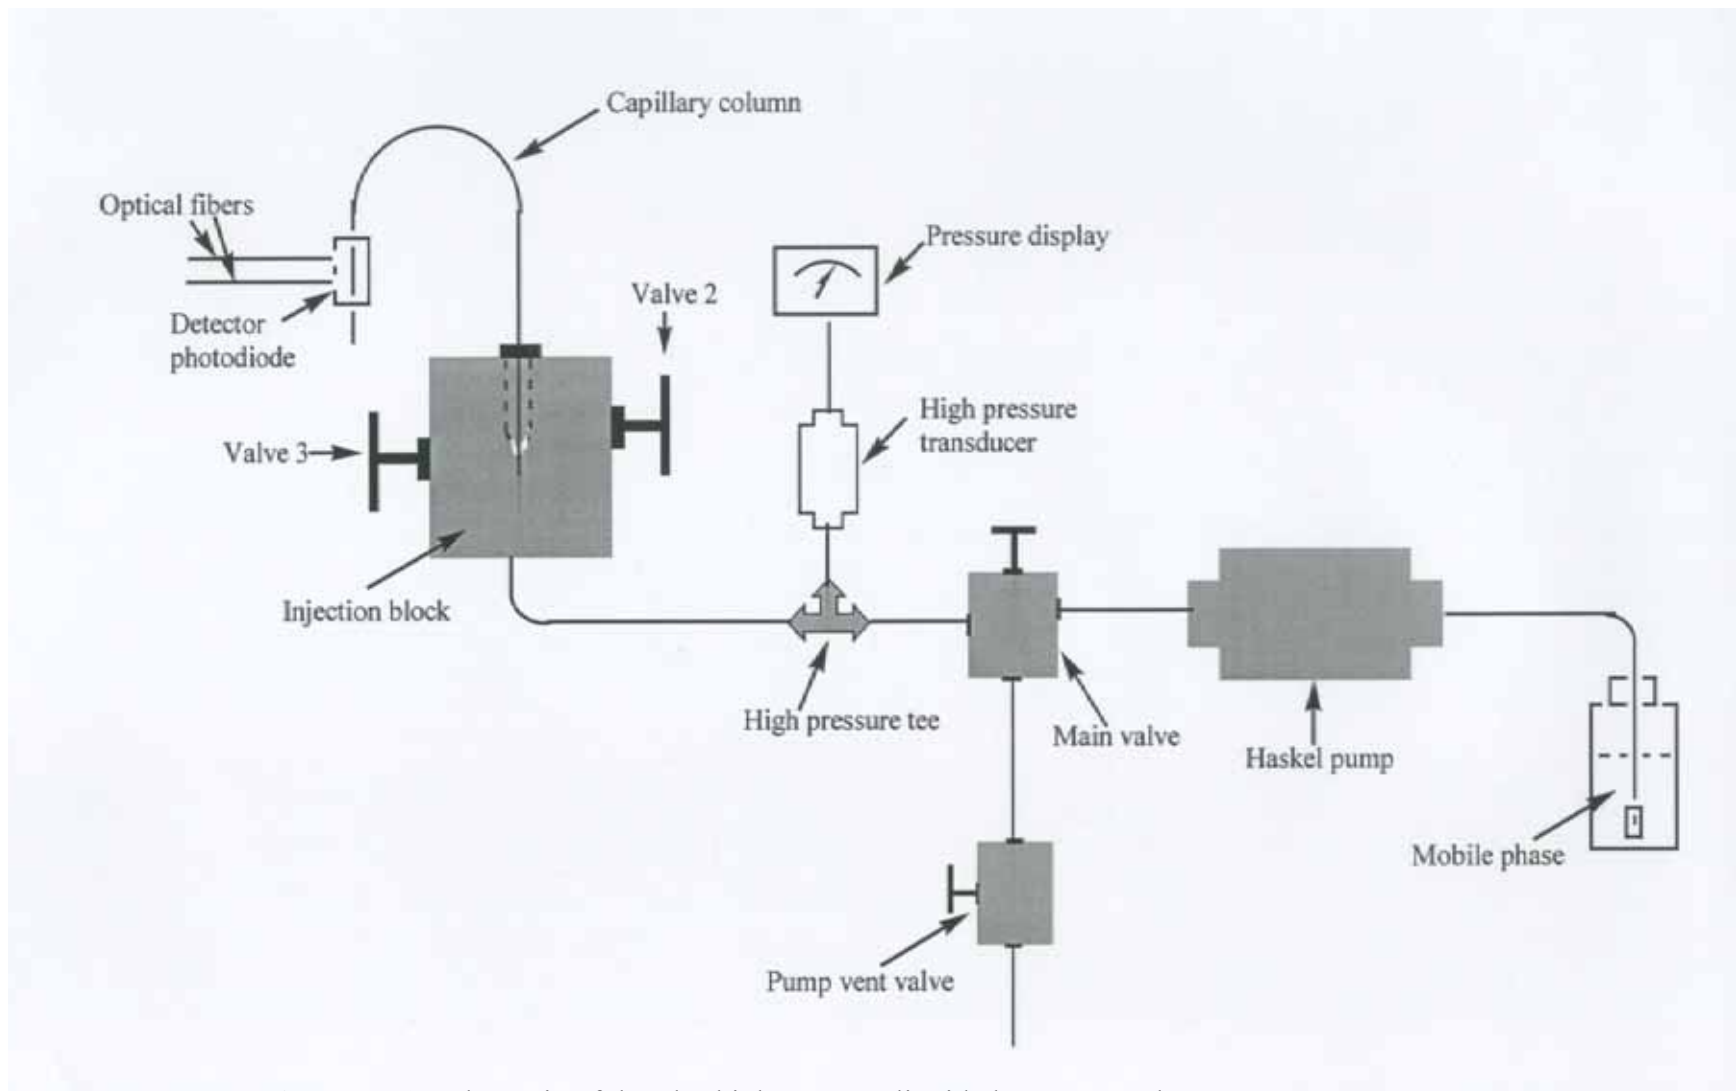 Capillary column
Optical fibers
Pressure display
Valve 2
Detector
photodiode
High pressure
transducer
Valve 3
Injection block
High pressure tee
Main valve
Haskel pump
Mobile phase
Pump vent valve